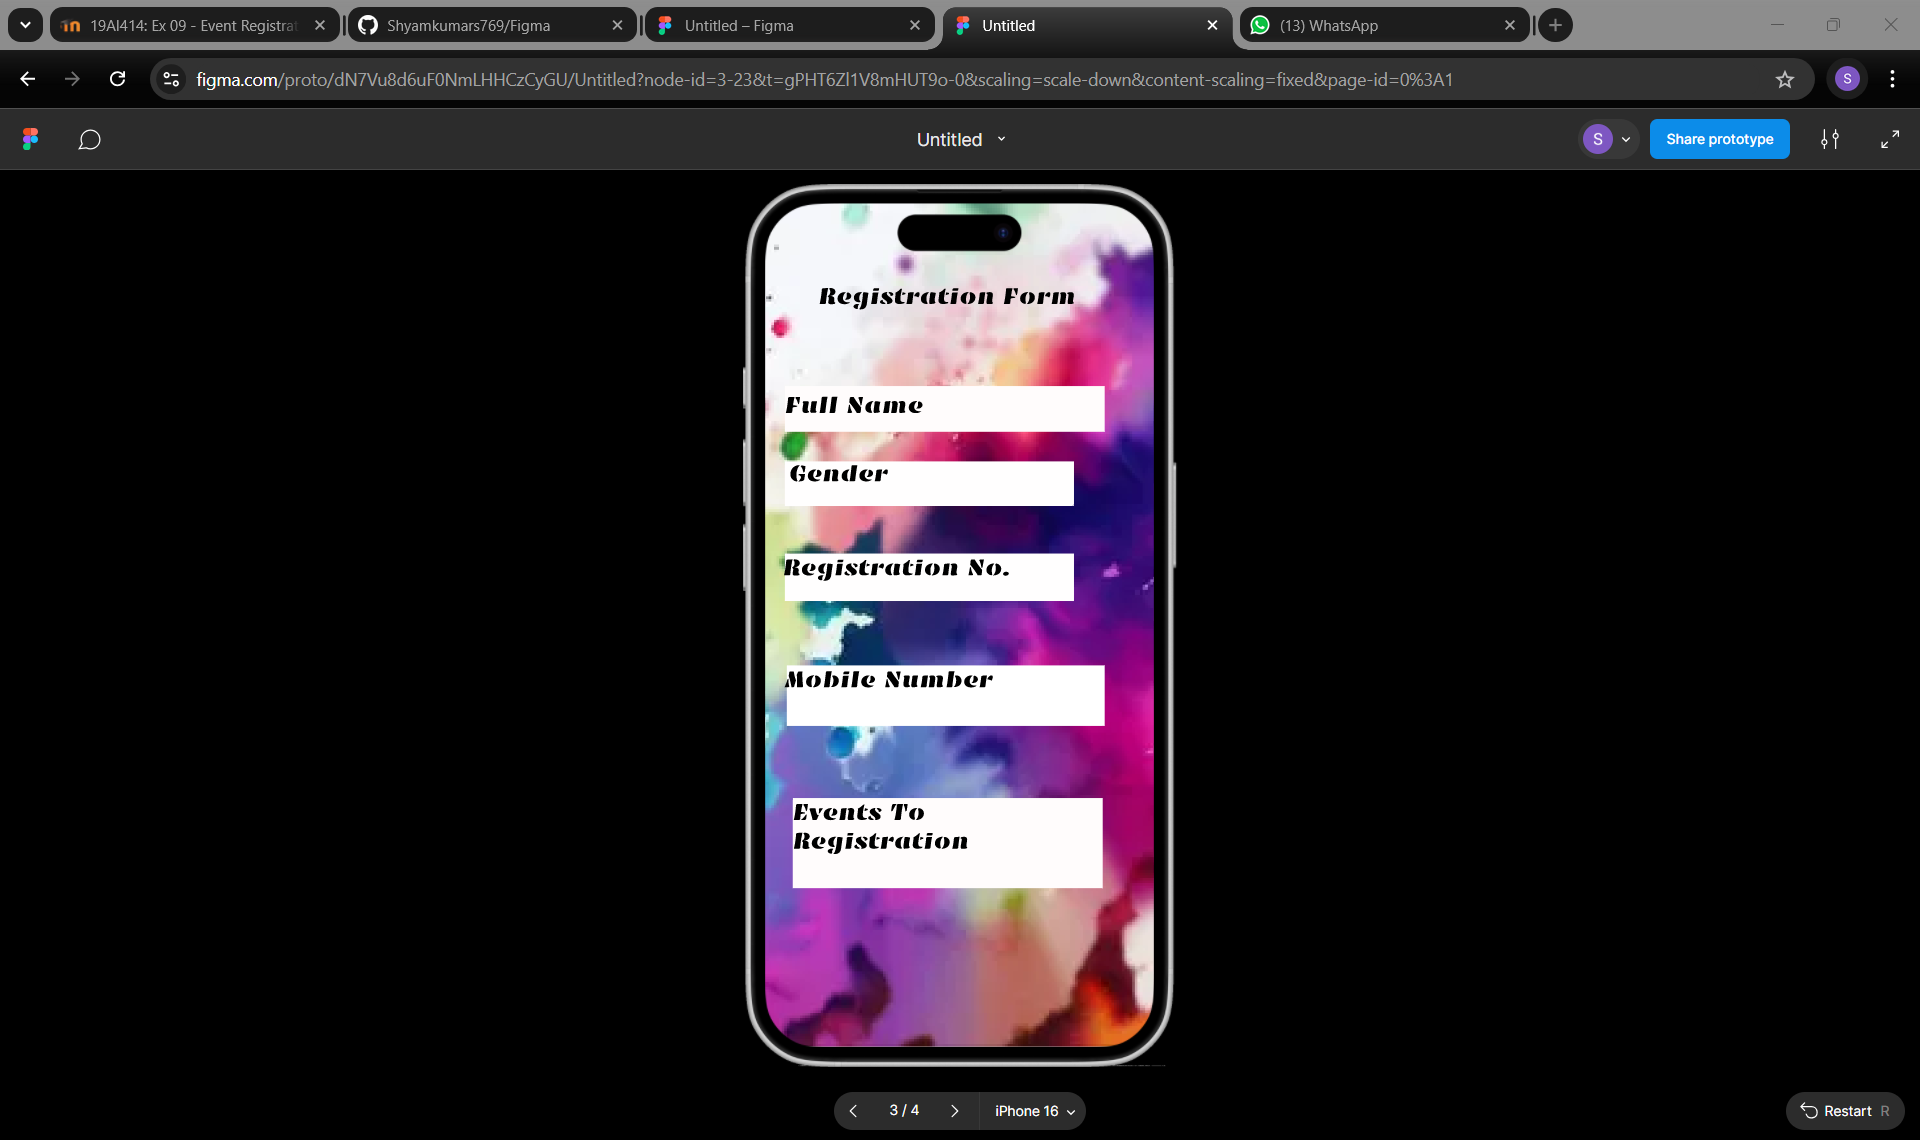 19AI414: Ex 09 - Event Registrat
Shyamkumars769/Figma
Untitled – Figma
Untitled
(13) WhatsApp
figma.com/proto/dN7Vu8d6uF0NmLHHCzCyGU/Untitled?node-id=3-23&t=gPHT6Zl1V8mHUT9o-0&scaling=scale-down&content-scaling=fixed&page-id=0%3A1
S
Untitled
S
Share prototype
Registration Form
Full Name
Gender
Registration No.
Mobile Number
Events To
Registration
3 / 4
iPhone 16
Restart R